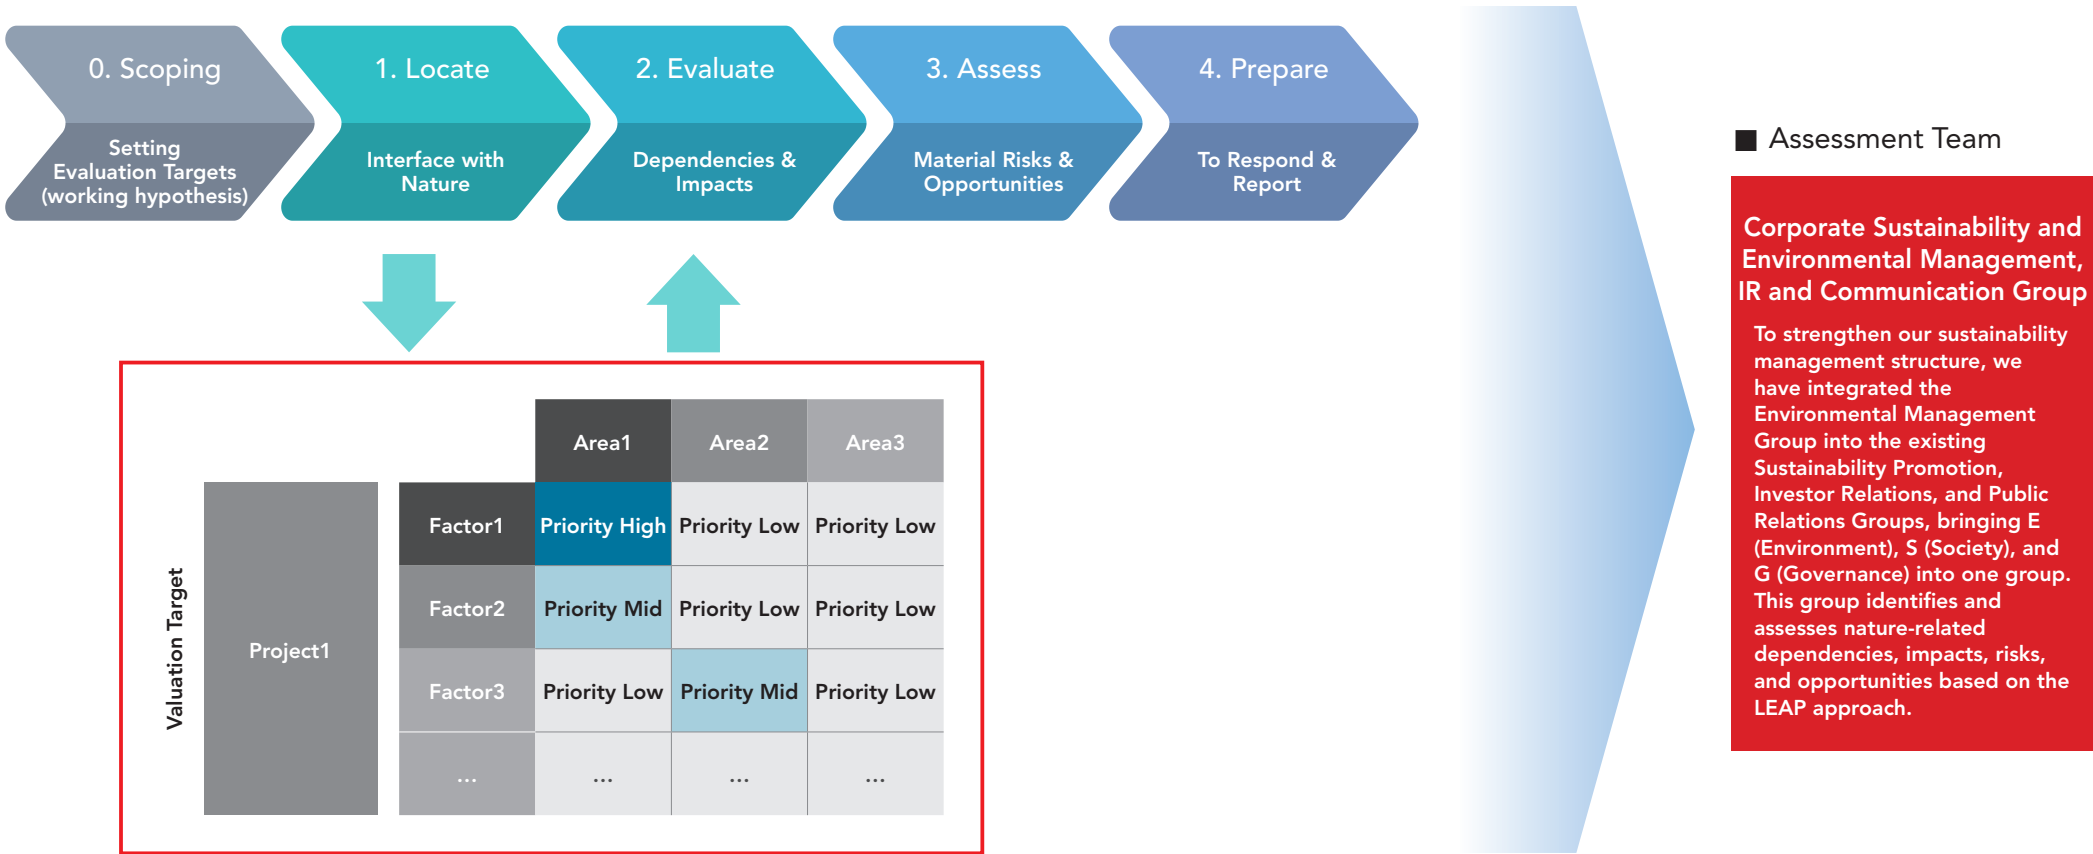 0. Scoping
Setting
Evaluation Targets
(working hypothesis)
1. Locate
Interface with
Nature
2. Evaluate
Dependencies &
Impacts
3. Assess
Material Risks &
Opportunities
4. Prepare
To Respond &
Report
Valuation Target
Project1
Area1 Area2 Area3
Factor1 Priority High Priority Low Priority Low
Factor2 Priority Mid Priority Low Priority Low
Factor3 Priority Low Priority Mid Priority Low
… … … …
■ Assessment Team
Corporate Sustainability and
Environmental Management,
IR and Communication Group
To strengthen our sustainability
management structure, we
have integrated the
Environmental Management
Group into the existing
Sustainability Promotion,
Investor Relations, and Public
Relations Groups, bringing E
(Environment), S (Society), and
G (Governance) into one group.
This group identifies and
assesses nature-related
dependencies, impacts, risks,
and opportunities based on the
LEAP approach.